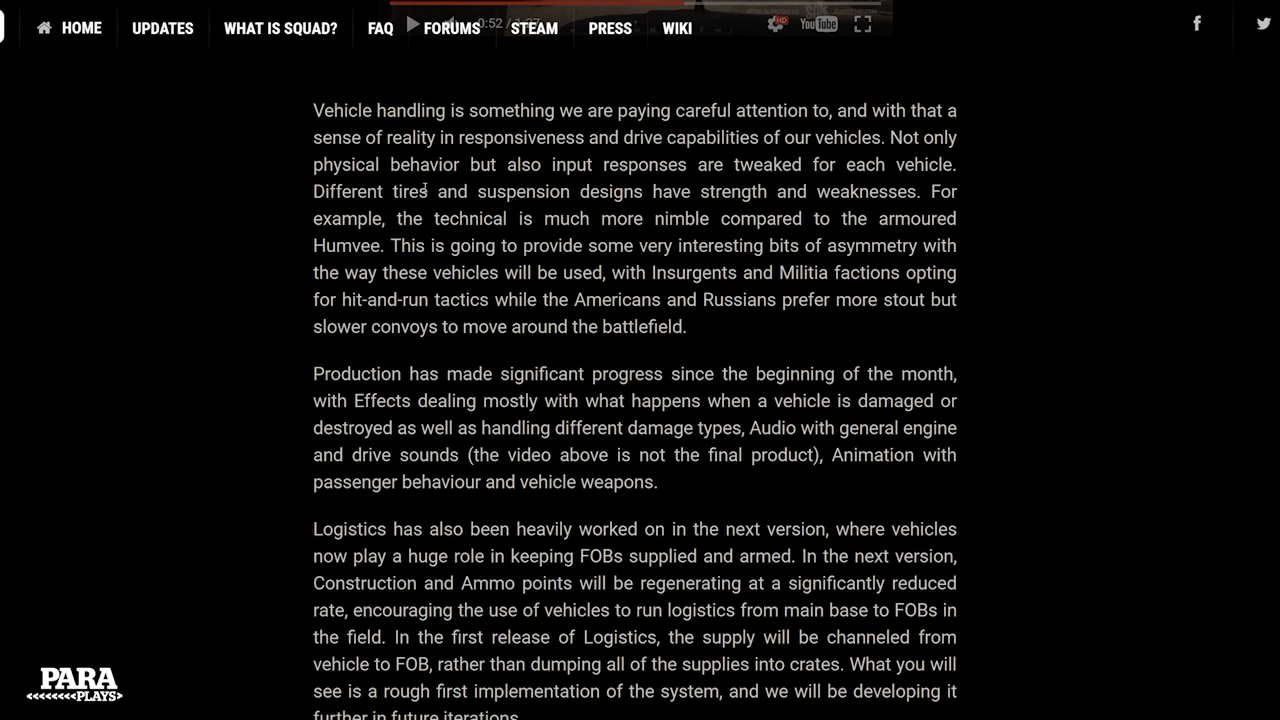 HOME UPDATES WHAT IS SQUAD? FAQ FORUMS STEAM PRESS WIKI
0:52 / 1:27
HD YouTube
Vehicle handling is something we are paying careful attention to, and with that a
sense of reality in responsiveness and drive capabilities of our vehicles. Not only
physical behavior but also input responses are tweaked for each vehicle.
Different tires and suspension designs have strength and weaknesses. For
example, the technical is much more nimble compared to the armoured
Humvee. This is going to provide some very interesting bits of asymmetry with
the way these vehicles will be used, with Insurgents and Militia factions opting
for hit-and-run tactics while the Americans and Russians prefer more stout but
slower convoys to move around the battlefield.
Production has made significant progress since the beginning of the month,
with Effects dealing mostly with what happens when a vehicle is damaged or
destroyed as well as handling different damage types, Audio with general engine
and drive sounds (the video above is not the final product), Animation with
passenger behaviour and vehicle weapons.
Logistics has also been heavily worked on in the next version, where vehicles
now play a huge role in keeping FOBs supplied and armed. In the next version,
Construction and Ammo points will be regenerating at a significantly reduced
rate, encouraging the use of vehicles to run logistics from main base to FOBs in
the field. In the first release of Logistics, the supply will be channeled from
vehicle to FOB, rather than dumping all of the supplies into crates. What you will
see is a rough first implementation of the system, and we will be developing it
further in future iterations.
PARA
PLAYS